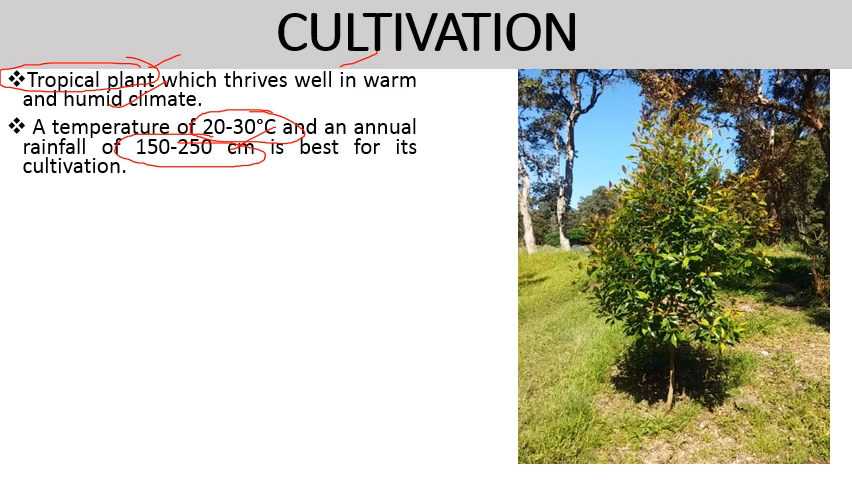 CULTIVATION
❖Tropical plant which thrives well in warm
and humid climate.
❖ A temperature of 20-30°C and an annual
rainfall of 150-250 cm is best for its
cultivation.